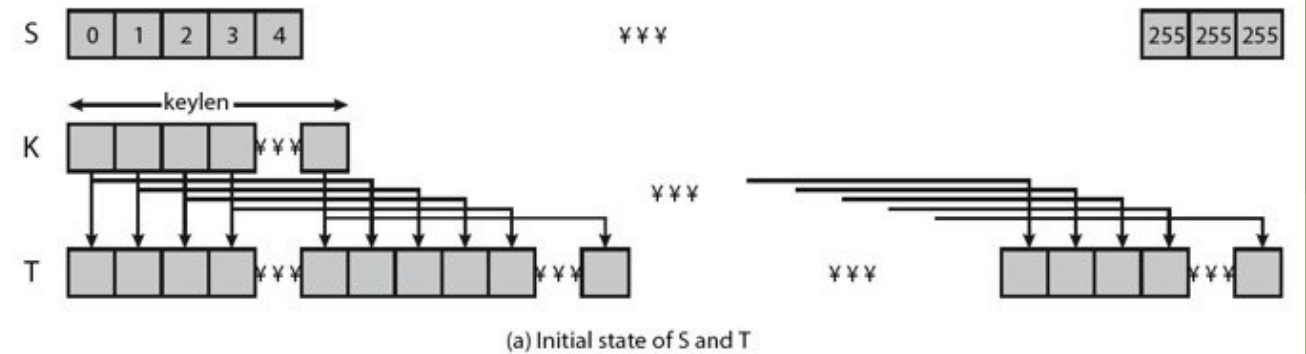 S 0 1 2 3 4 ¥ ¥ ¥ 255 255 255
keylen
K ¥ ¥ ¥
¥ ¥ ¥
T ¥ ¥ ¥ ¥ ¥ ¥ ¥ ¥ ¥ ¥ ¥ ¥
(a) Initial state of S and T